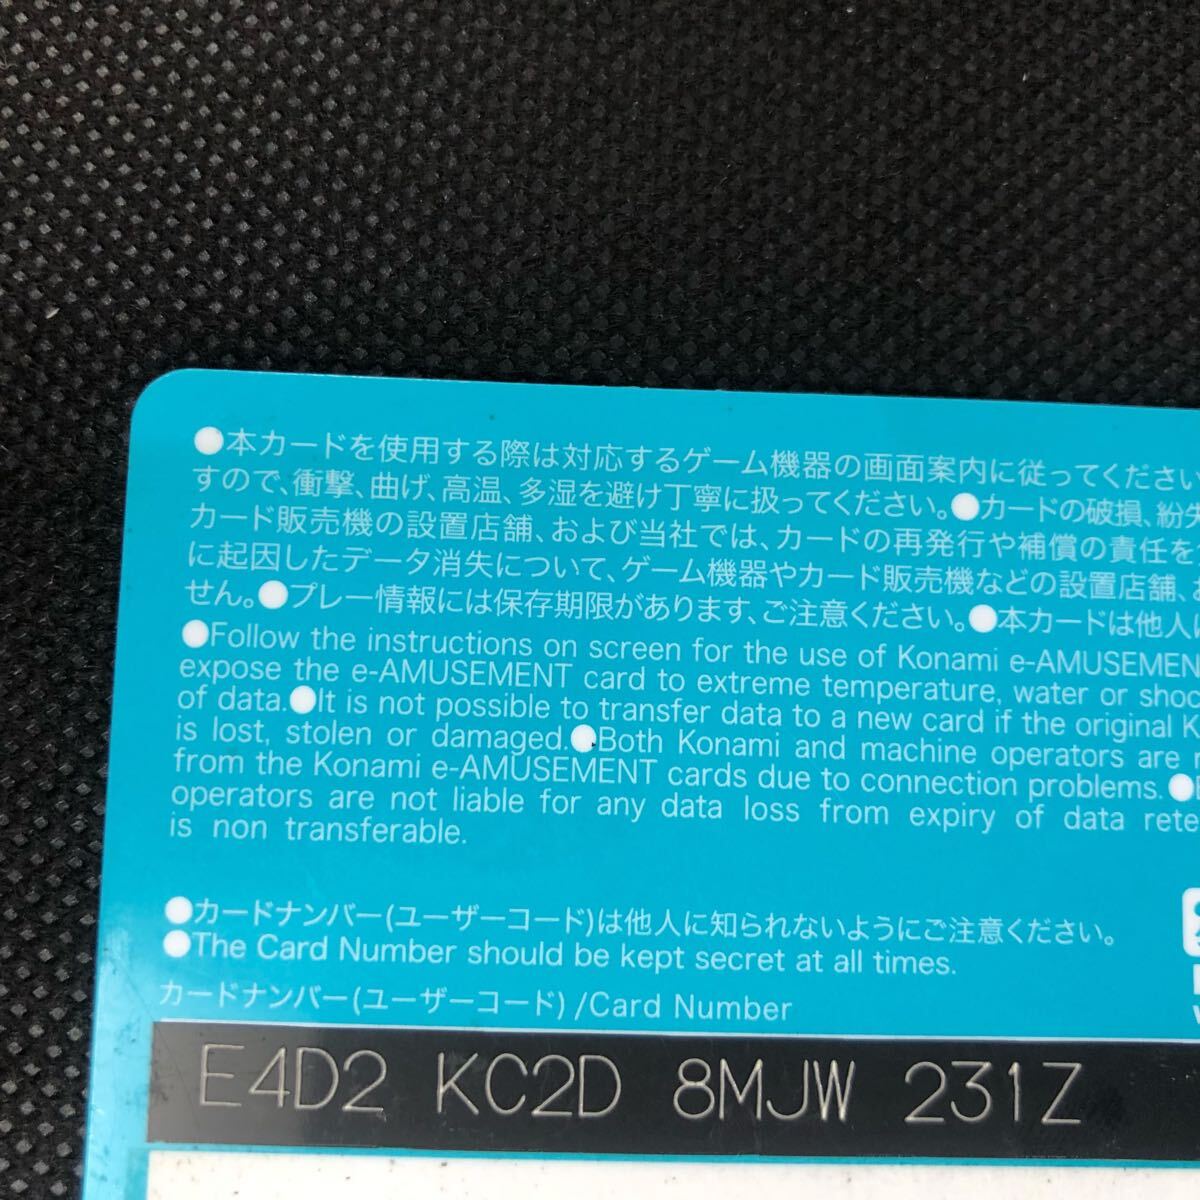 ●本カードを使用する際は対応するゲーム機器の画面案内に従ってください
すので、衝撃、曲げ、高温、多湿を避け丁寧に扱ってください。●カードの破損、紛失
カード販売機の設置店舗、および当社では、カードの再発行や補償の責任を
に起因したデータ消失について、ゲーム機器やカード販売機などの設置店舗、
せん。●プレー情報には保存期限があります、ご注意ください。●本カードは他人に
●Follow the instructions on screen for the use of Konami e-AMUSEMEN
expose the e-AMUSEMENT card to extreme temperature, water or shoc
of data.●It is not possible to transfer data to a new card if the original K
is lost, stolen or damaged.●Both Konami and machine operators are
from the Konami e-AMUSEMENT cards due to connection problems.●
operators are not liable for any data loss from expiry of data rete
is non transferable.
●カードナンバー(ユーザーコード)は他人に知られないようにご注意ください。
●The Card Number should be kept secret at all times.
カードナンバー(ユーザーコード) /Card Number
E4D2 KC2D 8MJW 231Z